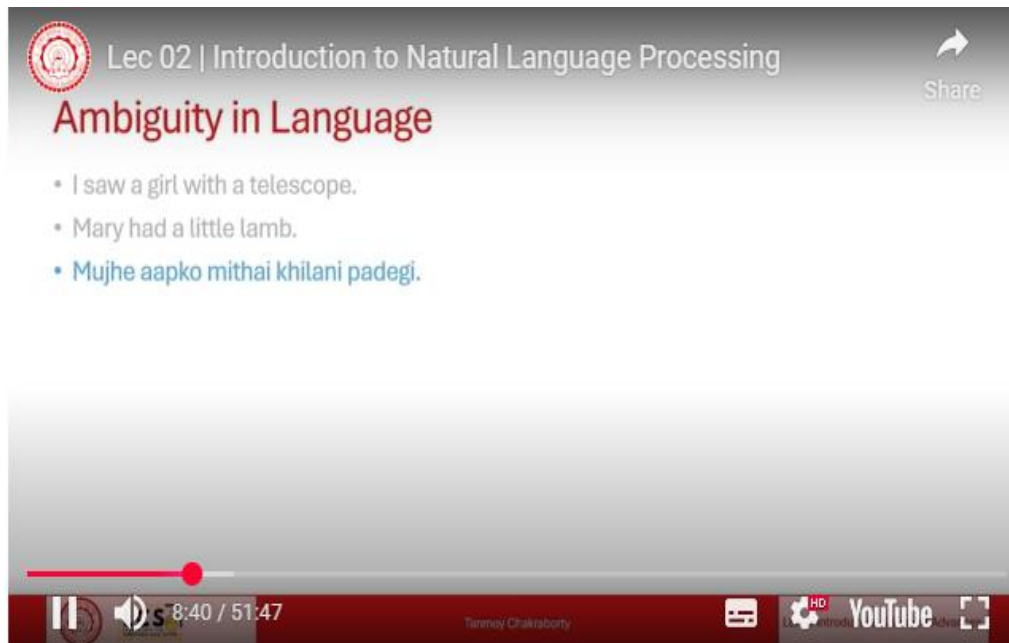 Lec 02 | Introduction to Natural Language Processing
Share
Ambiguity in Language
• I saw a girl with a telescope.
• Mary had a little lamb.
• Mujhe aapko mithai khilani padegi.
8:40 / 51:47
Tanmoy Chakraborty
HD
YouTube